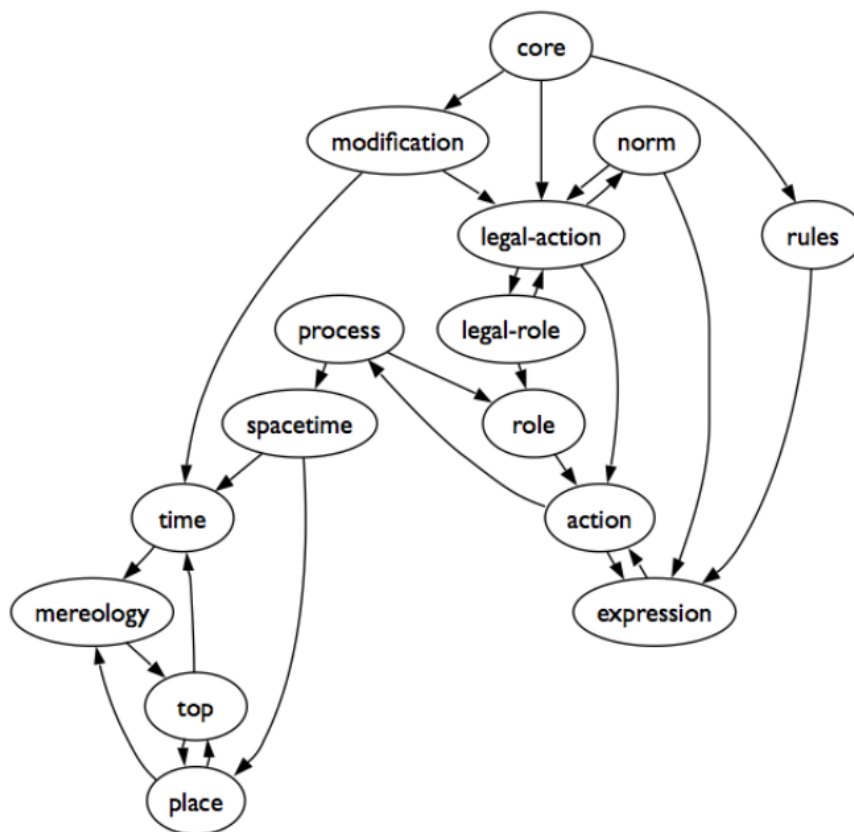 core
modification
norm
legal-action
rules
process
legal-role
spacetime
role
time
action
mereology
expression
top
place